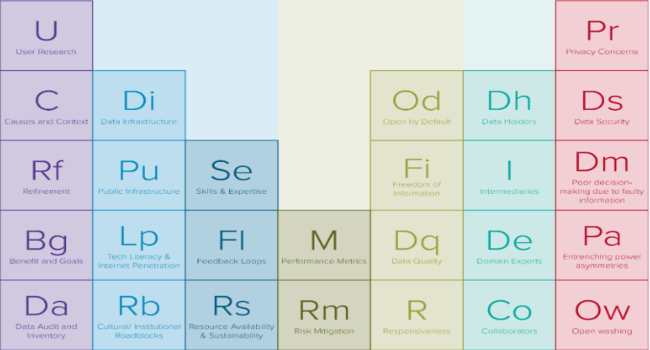 U
User Research
Pr
Privacy Concerns
C
Causes and Context
Di
Data Infrastructure
Od
Open by Default
Dh
Data Holders
Ds
Data Security
Rf
Refinement
Pu
Public Infrastructure
Se
Skills & Expertise
Fi
Freedom of
Information
I
Intermediaries
Dm
Poor decision-
making due to faulty
information
Bg
Benefit and Goals
Lp
Tech Literacy &
Internet Penetration
Fl
Feedback Loops
M
Performance Metrics
Dq
Data Quality
De
Domain Experts
Pa
Entrenching power
asymmetries
Da
Data Audit and
Inventory
Rb
Cultural/ Institutional
Roadblocks
Rs
Resource Availability
& Sustainability
Rm
Risk Mitigation
R
Responsiveness
Co
Collaborators
Ow
Open washing